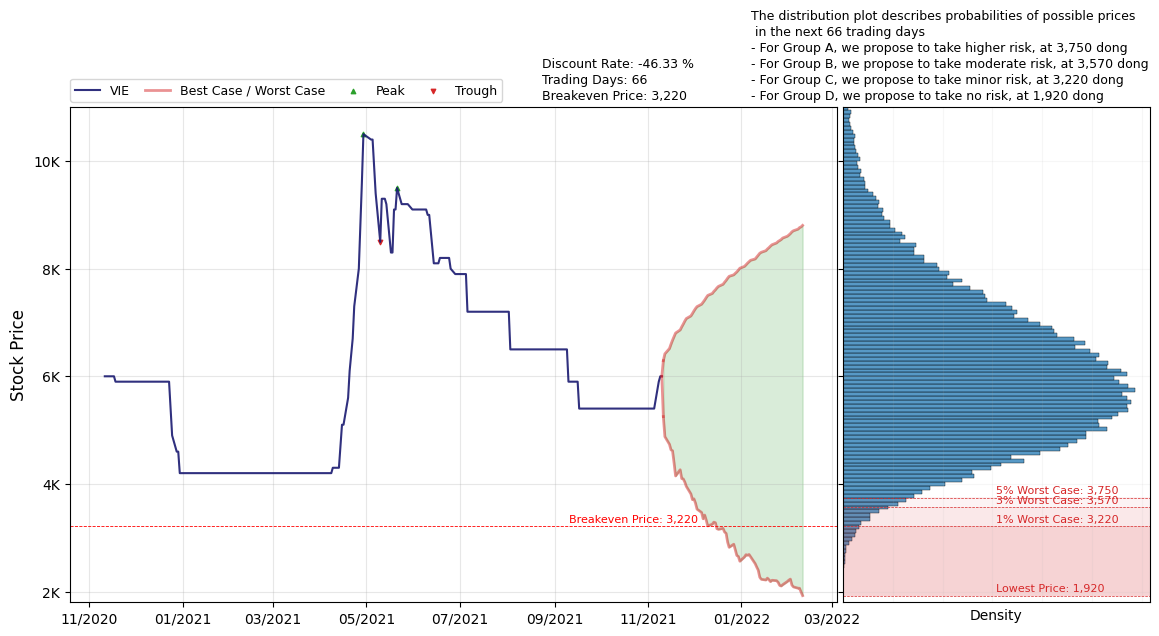 The distribution plot describes probabilities of possible prices
in the next 66 trading days
- For Group A, we propose to take higher risk, at 3,750 dong
- For Group B, we propose to take moderate risk, at 3,570 dong
- For Group C, we propose to take minor risk, at 3,220 dong
- For Group D, we propose to take no risk, at 1,920 dong
Discount Rate: -46.33 %
Trading Days: 66
Breakeven Price: 3,220
VIE
Best Case / Worst Case
Peak
Trough
Stock Price
10K
8K
6K
4K
2K
Breakeven Price: 3,220
11/2020
01/2021
03/2021
05/2021
07/2021
09/2021
11/2021
01/2022
03/2022
5% Worst Case: 3,750
3% Worst Case: 3,570
1% Worst Case: 3,220
Lowest Price: 1,920
Density